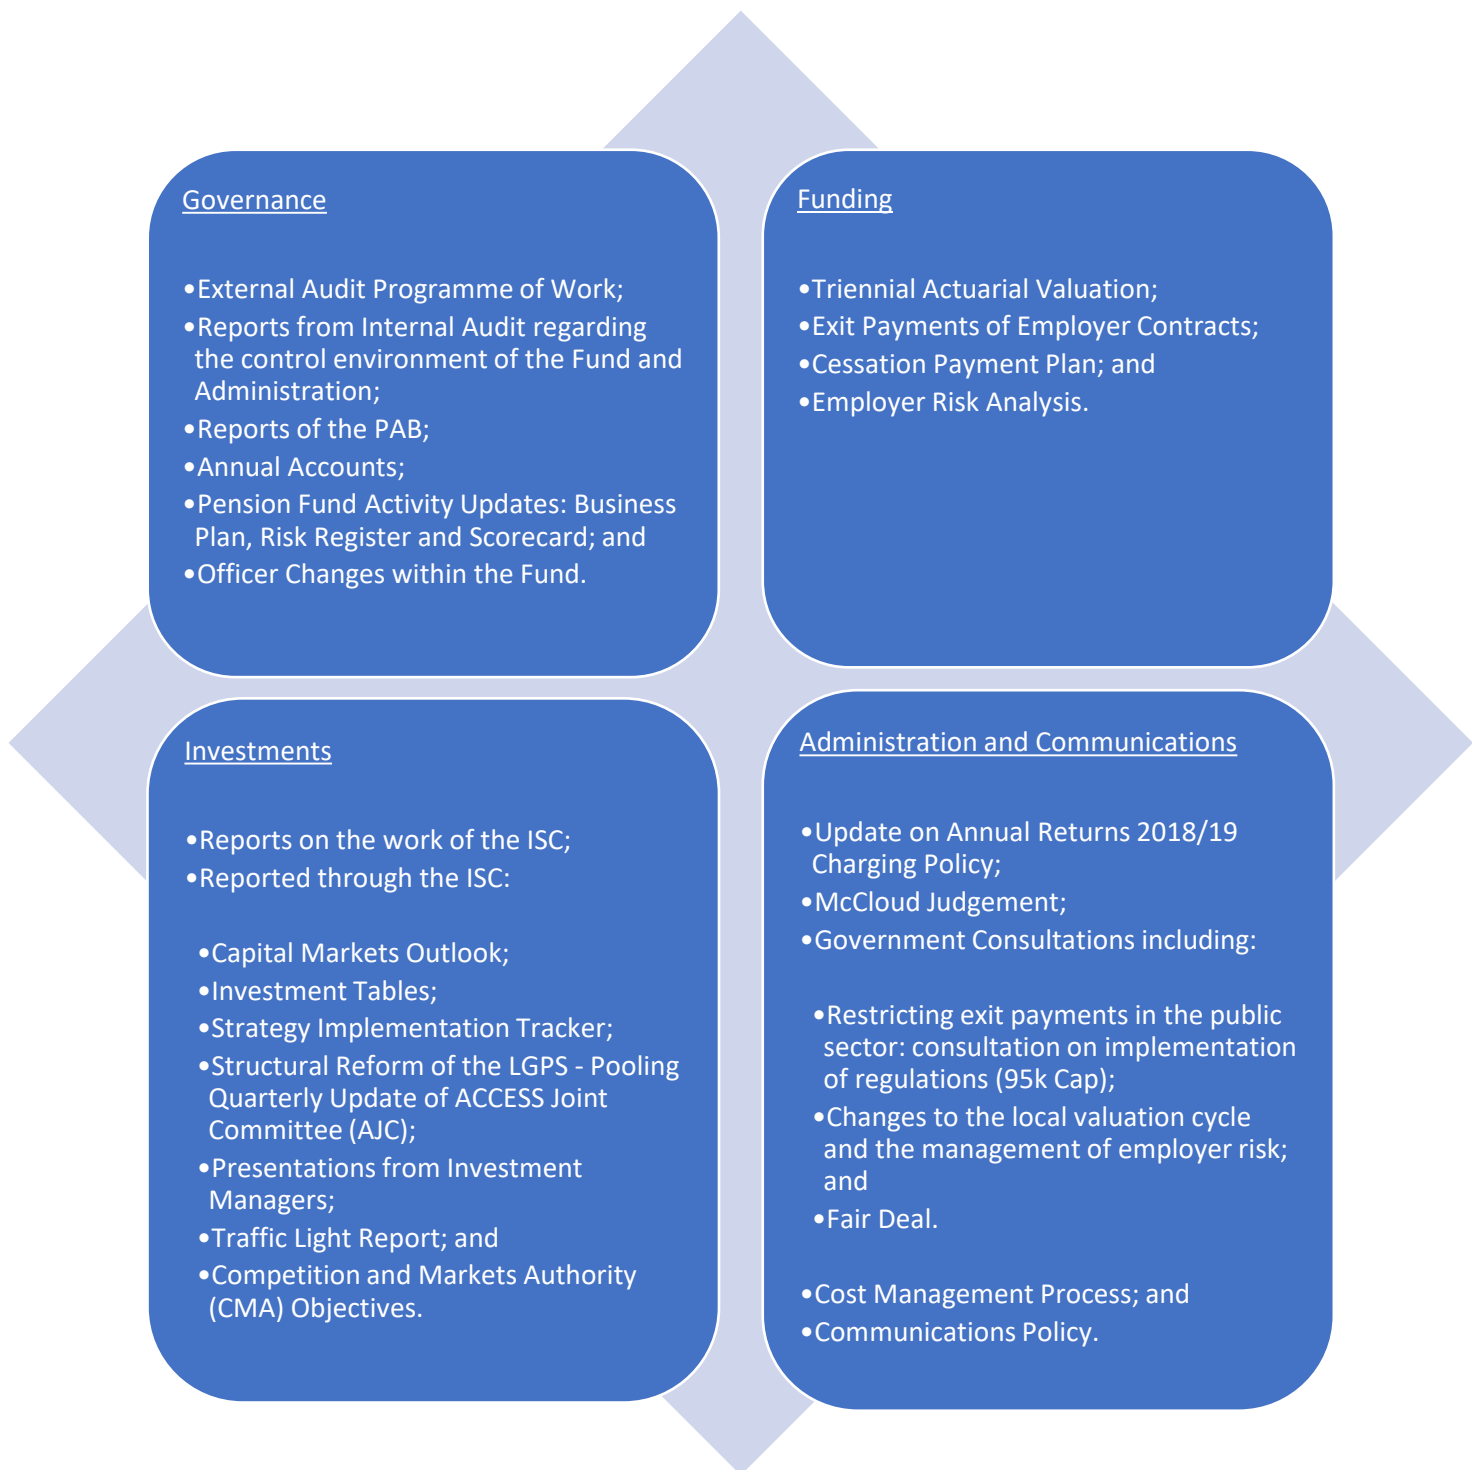 Governance
•External Audit Programme of Work;
•Reports from Internal Audit regarding
the control environment of the Fund and
Administration;
•Reports of the PAB;
•Annual Accounts;
•Pension Fund Activity Updates: Business
Plan, Risk Register and Scorecard; and
•Officer Changes within the Fund.
Funding
•Triennial Actuarial Valuation;
•Exit Payments of Employer Contracts;
•Cessation Payment Plan; and
•Employer Risk Analysis.
Investments
•Reports on the work of the ISC;
•Reported through the ISC:
•Capital Markets Outlook;
•Investment Tables;
•Strategy Implementation Tracker;
•Structural Reform of the LGPS - Pooling
Quarterly Update of ACCESS Joint
Committee (AJC);
•Presentations from Investment
Managers;
•Traffic Light Report; and
•Competition and Markets Authority
(CMA) Objectives.
Administration and Communications
•Update on Annual Returns 2018/19
Charging Policy;
•McCloud Judgement;
•Government Consultations including:
•Restricting exit payments in the public
sector: consultation on implementation
of regulations (95k Cap);
•Changes to the local valuation cycle
and the management of employer risk;
and
•Fair Deal.
•Cost Management Process; and
•Communications Policy.